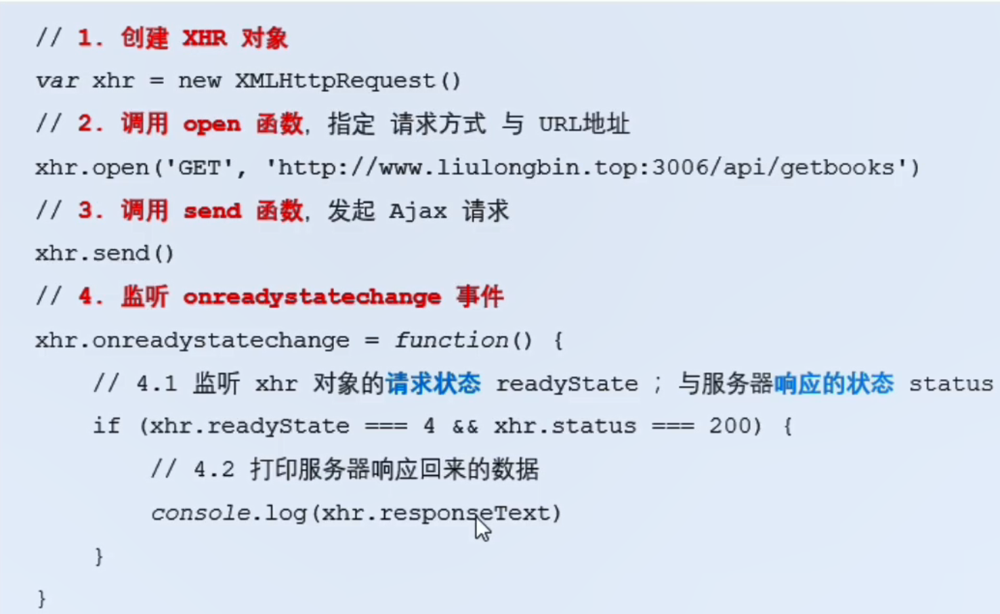 // 1. 创建 XHR 对象
var xhr = new XMLHttpRequest()
// 2. 调用 open 函数，指定 请求方式 与 URL地址
xhr.open('GET', 'http://www.liulongbin.top:3006/api/getbooks')
// 3. 调用 send 函数，发起 Ajax 请求
xhr.send()
// 4. 监听 onreadystatechange 事件
xhr.onreadystatechange = function() {
    // 4.1 监听 xhr 对象的请求状态 readyState ；与服务器响应的状态 status
    if (xhr.readyState === 4 && xhr.status === 200) {
        // 4.2 打印服务器响应回来的数据
        console.log(xhr.responseText)
    }
}